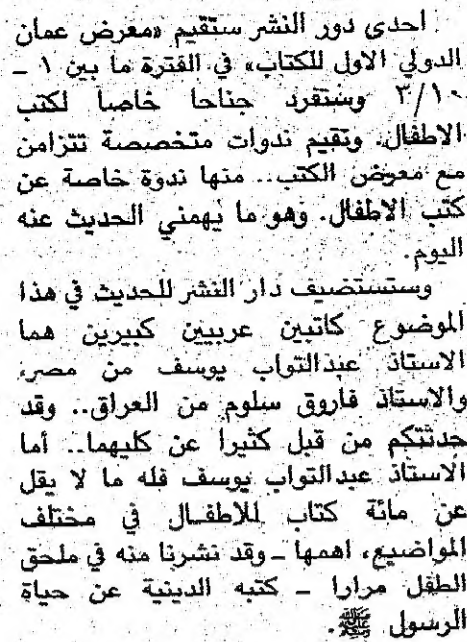 احدى دور النشر ستقيم «معرض عمان
الدولي الاول للكتاب» في الفترة ما بين ١ -
٣/١٠ وستفرد جناحا خاصا لكتب
الاطفال. وتقيم ندوات متخصصة تتزامن
مع معرض الكتب.. منها ندوة خاصة عن
كتب الاطفال. وهو ما يهمني الحديث عنه
اليوم.
وستستضيف دار النشر للحديث في هذا
الموضوع كاتبين عربيين كبيرين هما
الاستاذ عبدالتواب يوسف من مصر،
والاستاذ فاروق سلوم من العراق.. وقد
حدثتكم من قبل كثيرا عن كليهما.. أما
الاستاذ عبدالتواب يوسف فله ما لا يقل
عن مائة كتاب للاطفال في مختلف
المواضيع، اهمها - وقد نشرنا منه في ملحق
الطفل مرارا - كتبه الدينية عن حياة
الرسول ﷺ.